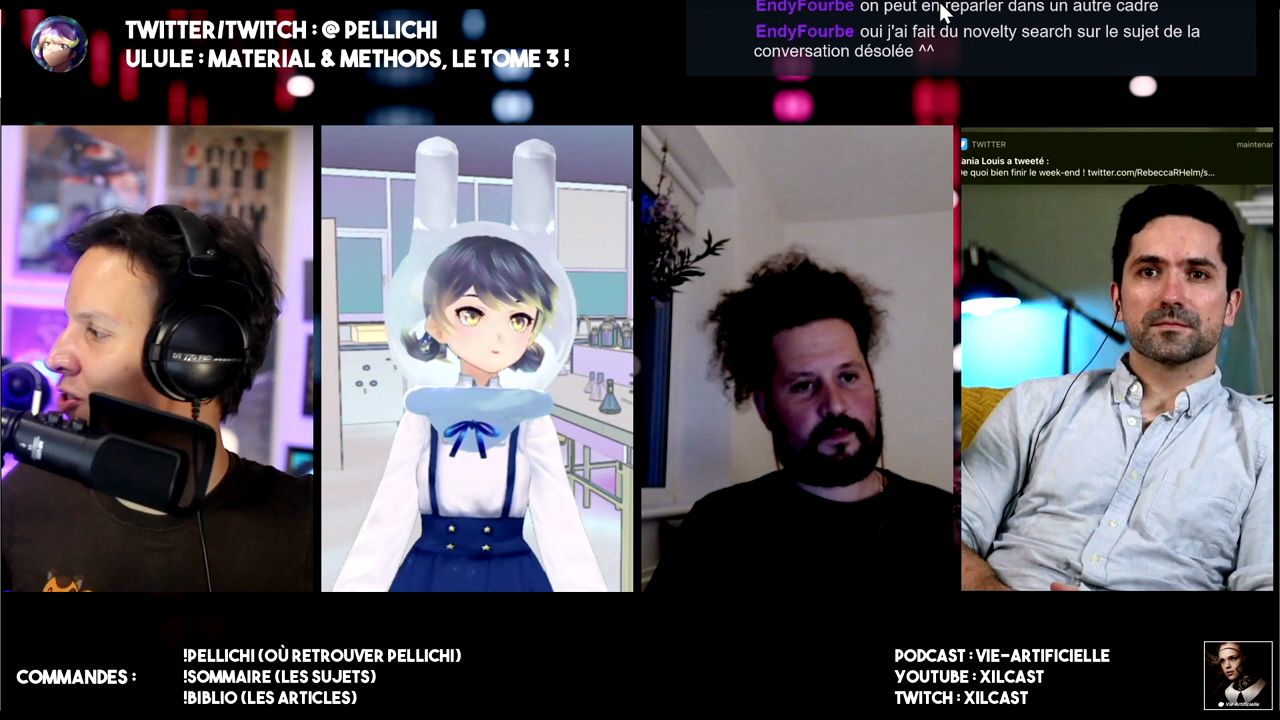 TWITTER/TWITCH : @ PELLICHI
ULULE : MATERIAL & METHODS, LE TOME 3 !
EndyFourbe on peut en reparler dans un autre cadre
EndyFourbe oui j'ai fait du novelty search sur le sujet de la
conversation désolée ^^
TWITTER
maintenan
ania Louis a tweeté :
e quoi bien finir le week-end ! twitter.com/RebeccaRHelm/s...
COMMANDES :
!PELLICHI (OÙ RETROUVER PELLICHI)
!SOMMAIRE (LES SUJETS)
!BIBLIO (LES ARTICLES)
PODCAST : VIE-ARTIFICIELLE
YOUTUBE : XILCAST
TWITCH : XILCAST
Vie Artificielle